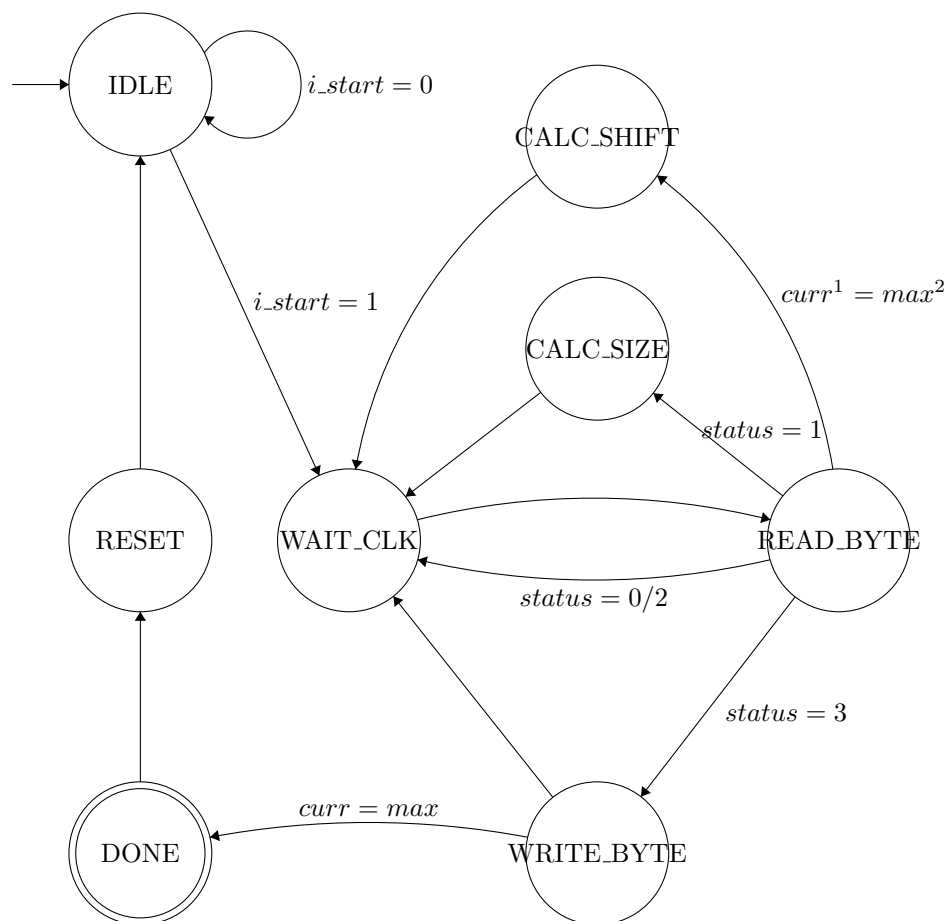 IDLE
i_start = 0
CALC_SHIFT
i_start = 1
curr¹ = max²
CALC_SIZE
status = 1
RESET
WAIT_CLK
READ_BYTE
status = 0/2
status = 3
curr = max
DONE
WRITE_BYTE